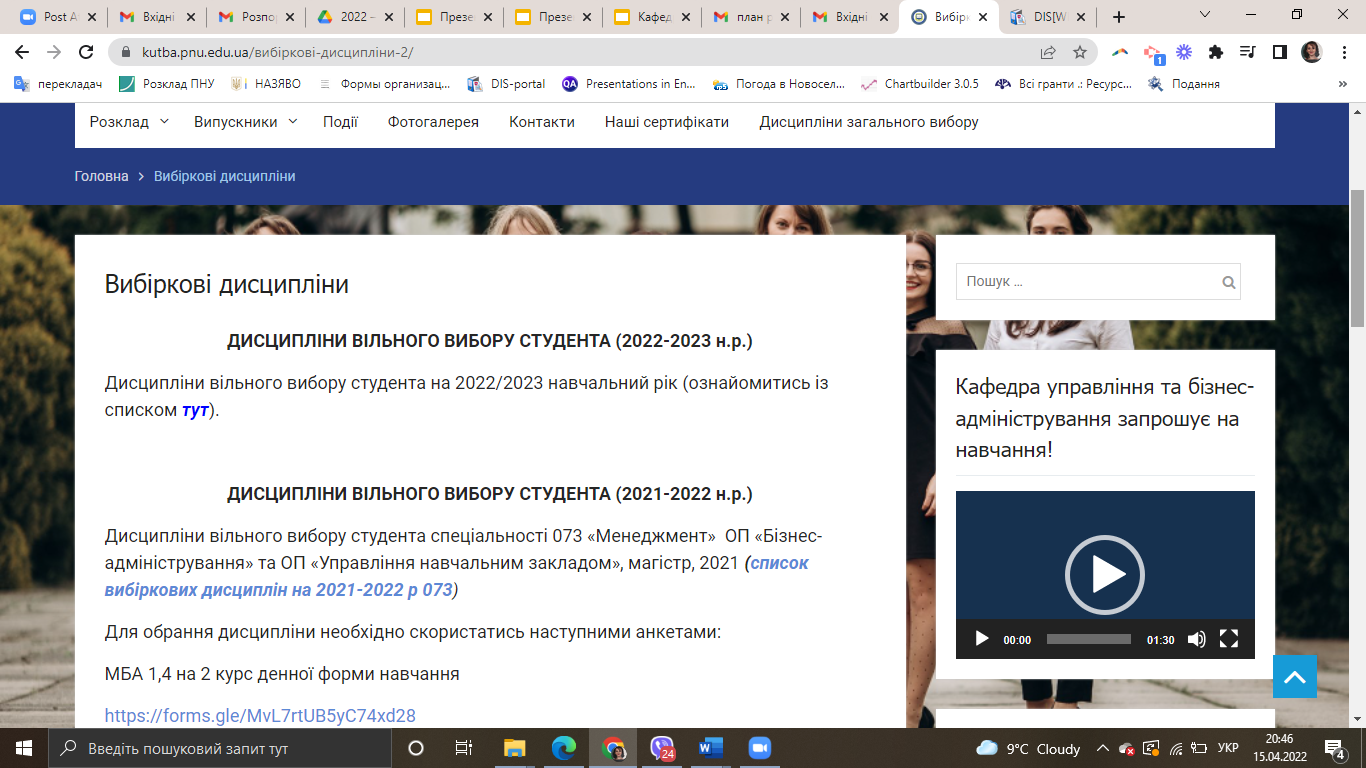 Post A
Вхідні
Розпо
2022 –
Презе
Презе
Кафед
план р
Вхідні
Вибірк
DIS[W
kutba.pnu.edu.ua/вибіркові-дисципліни-2/
1
перекладач
Розклад ПНУ
НАЗЯВО
Формы организац...
DIS-portal
QA
Presentations in En...
Погода в Новосел...
Chartbuilder 3.0.5
Всі гранти .: Ресурс...
Подання
»
Розклад
Випускники
Події
Фотогалерея
Контакти
Наші сертифікати
Дисципліни загального вибору
Головна > Вибіркові дисципліни
Вибіркові дисципліни
ДИСЦИПЛІНИ ВІЛЬНОГО ВИБОРУ СТУДЕНТА (2022-2023 н.р.)
Дисципліни вільного вибору студента на 2022/2023 навчальний рік (ознайомитись із
списком тут).
ДИСЦИПЛІНИ ВІЛЬНОГО ВИБОРУ СТУДЕНТА (2021-2022 н.р.)
Дисципліни вільного вибору студента спеціальності 073 «Менеджмент»  ОП «Бізнес-
адміністрування» та ОП «Управління навчальним закладом», магістр, 2021 (список
вибіркових дисциплін на 2021-2022 р 073)
Для обрання дисципліни необхідно скористатись наступними анкетами:
МБА 1,4 на 2 курс денної форми навчання
https://forms.gle/MvL7rtUB5yC74xd28
Пошук …
Кафедра управління та бізнес-
адміністрування запрошує на
навчання!
00:00
01:30
Введіть пошуковий запит тут
24
9°C Cloudy
УКР
20:46
15.04.2022
4